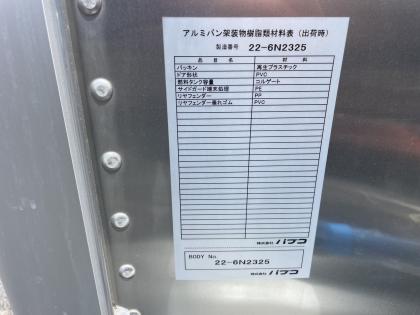 アルミバン架装物樹脂類材料表（出荷時）
製造番号 22-6N2325
品目名 材料名
パッキン 再生プラスチック
ドア形状 PVC
燃料タンク容量 コルゲート
サイドガード端末処理 PE
リヤフェンダー PP
リヤフェンダー垂れゴム PVC
株式会社 パブコ
BODY No.
22-6N2325
株式会社 パブコ